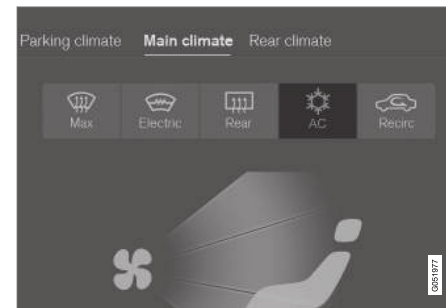 Parking climate Main climate Rear climate
Max Electric Rear AC Recirc
G051977